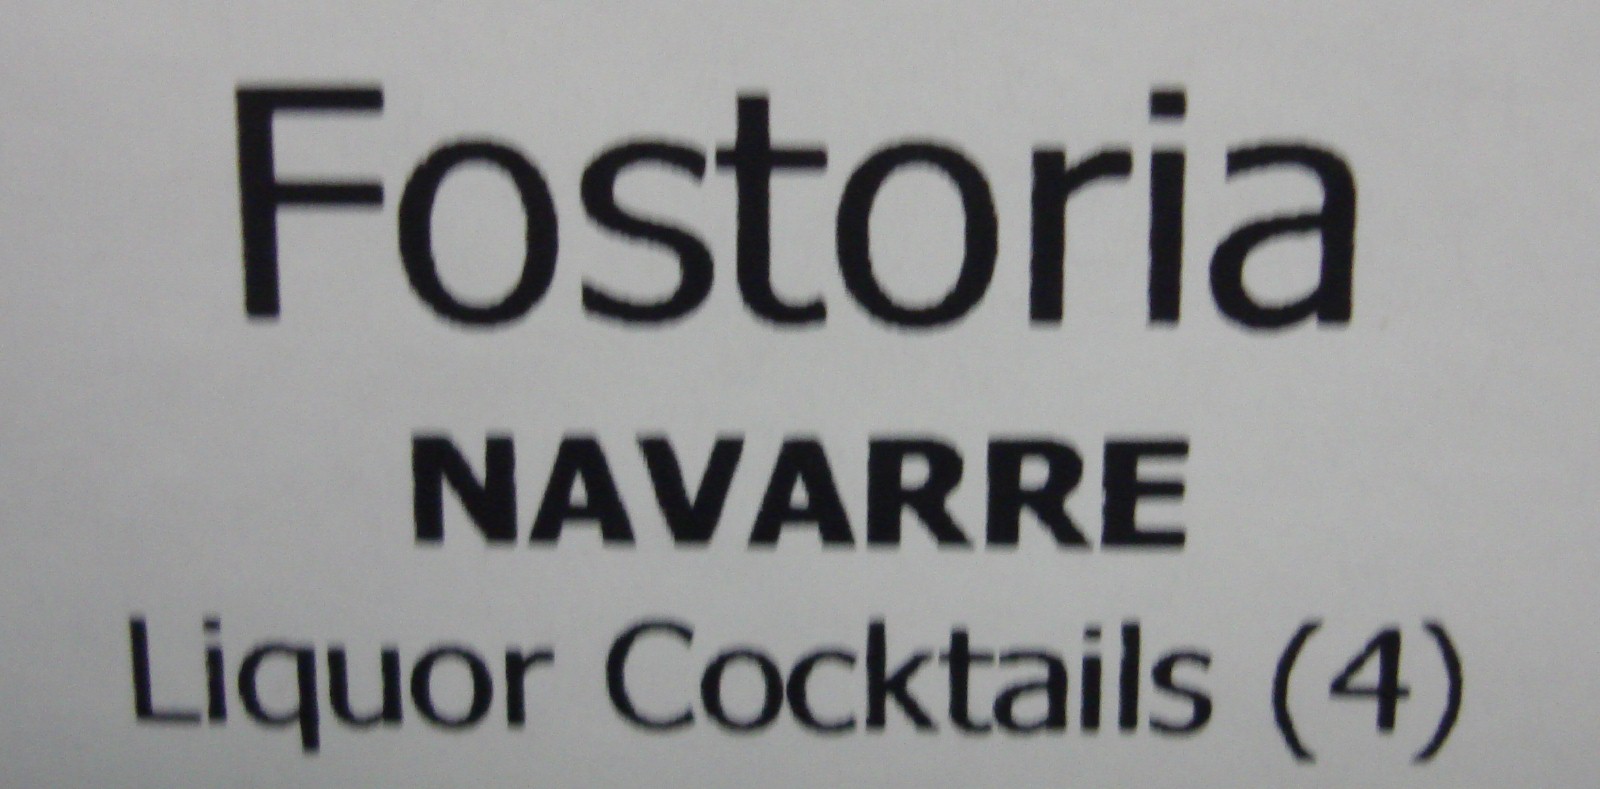 Fostoria
NAVARRE
Liquor Cocktails (4)